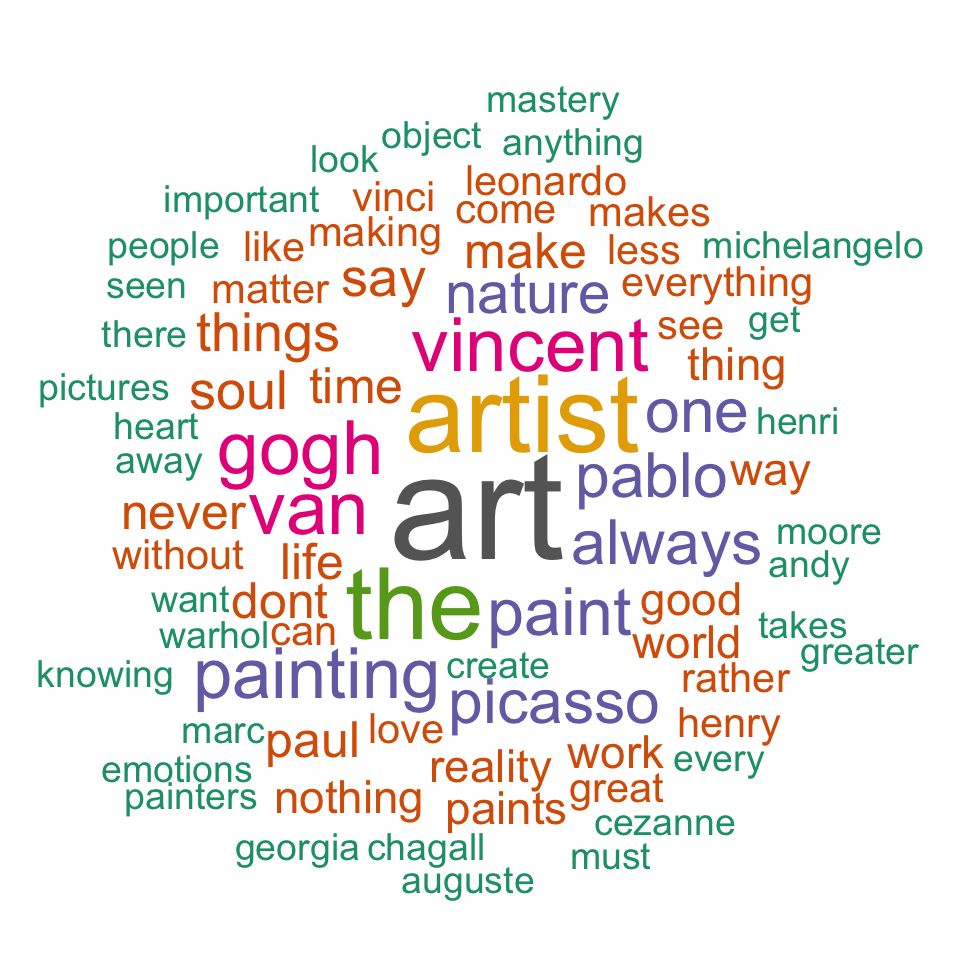 mastery
object anything
look
important vinci leonardo
come makes
people like making make less michelangelo
seen matter say nature everything
there things vincent see get
thing
pictures soul time artist one henri
heart
away gogh pablo way
never van art always moore
without life andy
want dont the paint good takes
warhol can world greater
knowing painting create rather
picasso henry
marc paul love work every
emotions reality
painters nothing paints great
cezanne
georgia chagall must
auguste